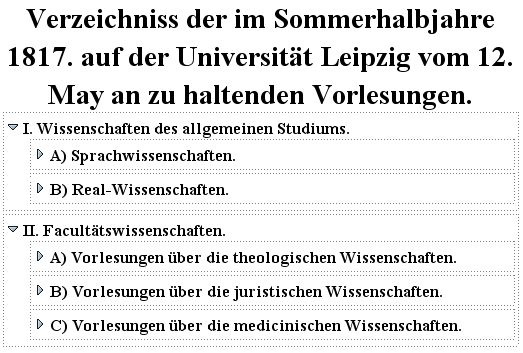 Verzeichniss der im Sommerhalbjahre
1817. auf der Universität Leipzig vom 12.
May an zu haltenden Vorlesungen.
I. Wissenschaften des allgemeinen Studiums.
A) Sprachwissenschaften.
B) Real-Wissenschaften.
II. Facultätswissenschaften.
A) Vorlesungen über die theologischen Wissenschaften.
B) Vorlesungen über die juristischen Wissenschaften.
C) Vorlesungen über die medicinischen Wissenschaften.